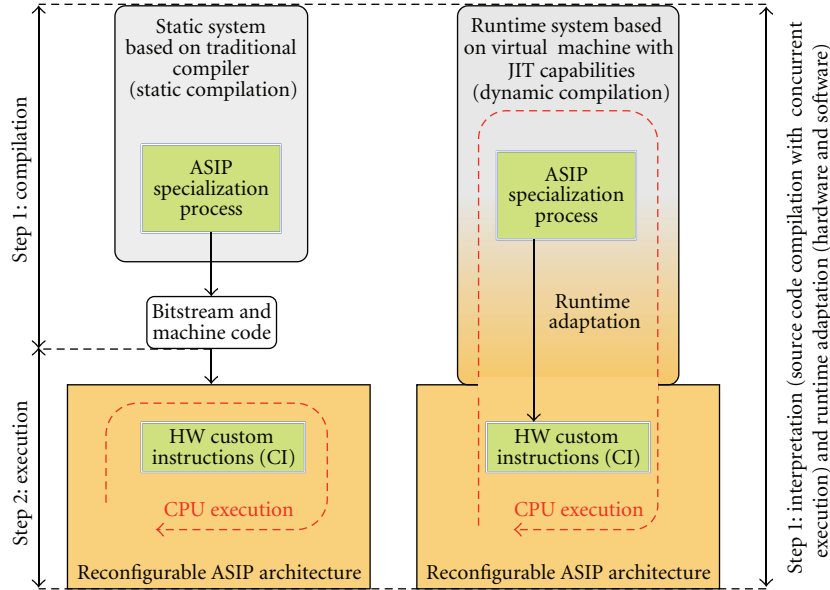 Static system
based on traditional
compiler
(static compilation)
ASIP
specialization
process
Bitstream and
machine code
HW custom
instructions (CI)
CPU execution
Reconfigurable ASIP architecture
Step 1: compilation
Step 2: execution
Runtime system based
on virtual machine with
JIT capabilities
(dynamic compilation)
ASIP
specialization
process
Runtime
adaptation
HW custom
instructions (CI)
CPU execution
Reconfigurable ASIP architecture
Step 1: interpretation (source code compilation with concurrent
execution) and runtime adaptation (hardware and software)